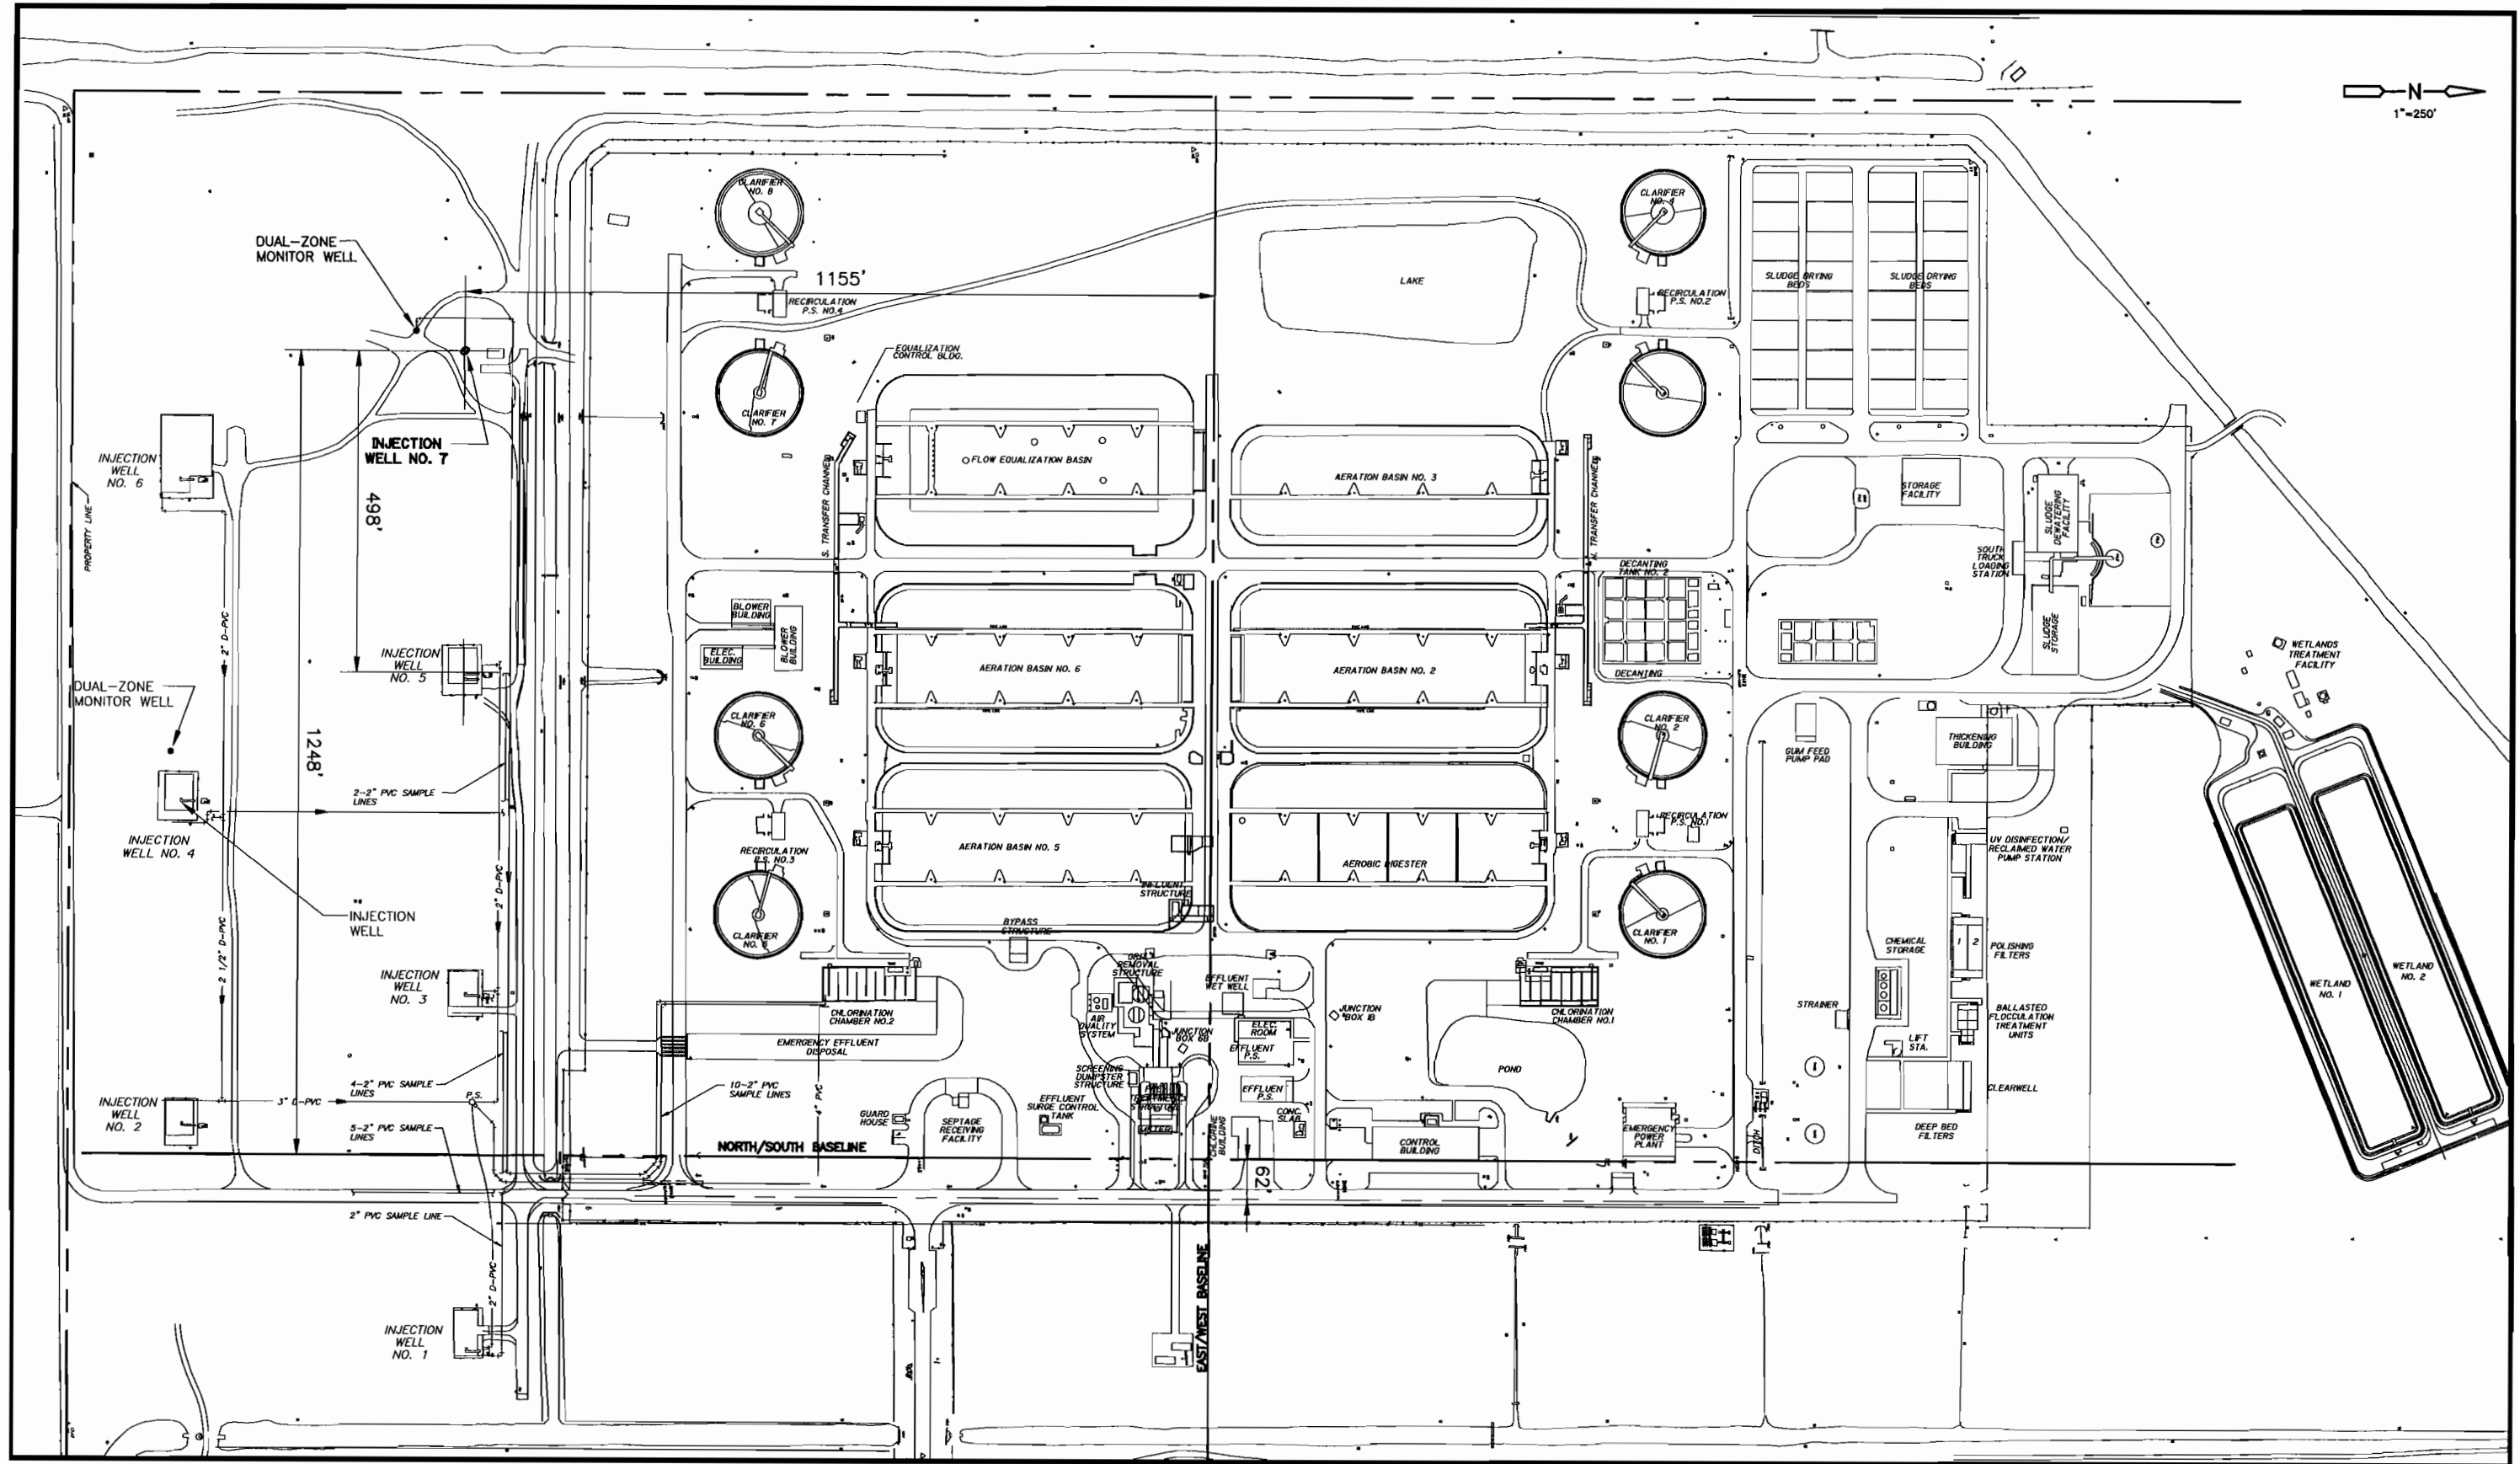 N
1"=250'
CLARIFIER
NO. 8
CLARIFIER
NO. 4
DUAL-ZONE
MONITOR WELL
1155'
RECIRCULATION
P.S. NO.4
LAKE
SLUDGE DRYING
BEDS
SLUDGE DRYING
BEDS
RECIRCULATION
P.S. NO.2
EQUALIZATION
CONTROL BLDG.
CLARIFIER
NO. 7
INJECTION
WELL NO. 7
INJECTION
WELL
NO. 6
FLOW EQUALIZATION BASIN
AERATION BASIN NO. 3
S. TRANSFER CHANNEL
N. TRANSFER CHANNEL
STORAGE
FACILITY
SLUDGE
DEWATERING
FACILITY
498'
PROPERTY LINE
SOUTH
TRUCK
LOADING
STATION
DECANTING
TANK NO. 2
BLOWER
BUILDING
BLOWER
BUILDING
ELEC.
BUILDING
2" D-PVC
SLUDGE
STORAGE
WETLANDS
TREATMENT
FACILITY
INJECTION
WELL
NO. 5
AERATION BASIN NO. 6
AERATION BASIN NO. 2
DECANTING
DUAL-ZONE
MONITOR WELL
CLARIFIER
NO. 6
CLARIFIER
NO. 2
GUM FEED
PUMP PAD
THICKENING
BUILDING
1248'
2-2" PVC SAMPLE
LINES
INJECTION
WELL NO. 4
RECIRCULATION
P.S. NO.3
AERATION BASIN NO. 5
AEROBIC DIGESTER
RECIRCULATION
P.S. NO.1
UV DISINFECTION/
RECLAIMED WATER
PUMP STATION
2" D-PVC
INFLUENT
STRUCTURE
INJECTION
WELL
BYPASS
STRUCTURE
CLARIFIER
NO. 5
CLARIFIER
NO. 1
CHEMICAL
STORAGE
1 2
POLISHING
FILTERS
2 1/2" D-PVC
INJECTION
WELL
NO. 3
GRIT
REMOVAL
STRUCTURE
EFFLUENT
WET WELL
WETLAND
NO. 1
WETLAND
NO. 2
CHLORINATION
CHAMBER NO.2
AIR
QUALITY
SYSTEM
JUNCTION
BOX 6B
ELEC.
ROOM
EFFLUENT
P.S.
JUNCTION
BOX 1B
CHLORINATION
CHAMBER NO.1
STRAINER
BALLASTED
FLOCCULATION
TREATMENT
UNITS
LIFT
STA.
EMERGENCY EFFLUENT
DISPOSAL
SCREENING
DUMPSTER
STRUCTURE
POND
4-2" PVC SAMPLE
LINES
10-2" PVC
SAMPLE LINES
4" PVC
EFFLUEN
P.S.
CLEARWELL
INJECTION
WELL
NO. 2
3" D-PVC
P.S.
GUARD
HOUSE
SEPTAGE
RECEIVING
FACILITY
EFFLUENT
SURGE CONTROL
TANK
METER
CHLORINE
BUILDING
CONC.
SLAB
CONTROL
BUILDING
EMERGENCY
POWER
PLANT
DITCH
DEEP BED
FILTERS
5-2" PVC SAMPLE
LINES
NORTH/SOUTH BASELINE
62'
2" PVC SAMPLE LINE
2" D-PVC
EAST/WEST BASELINE
INJECTION
WELL
NO. 1